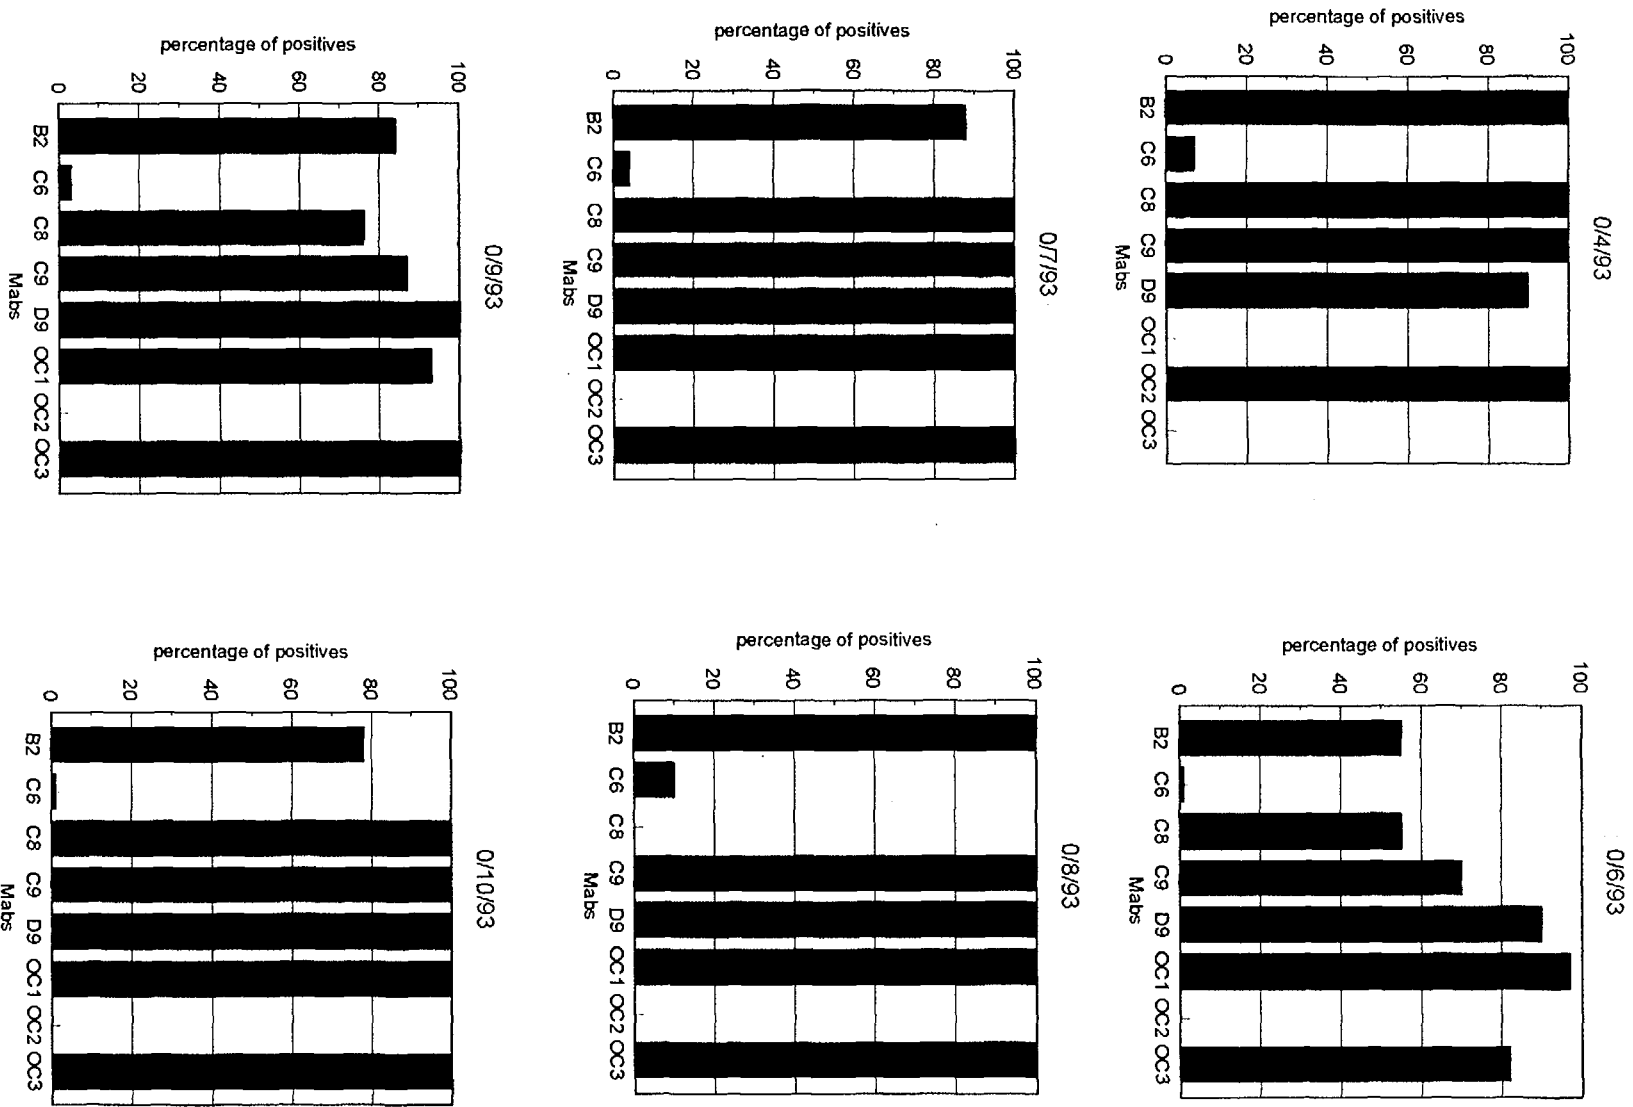 0/4/93
percentage of positives
100
80
60
40
20
0
B2 C6 C8 C9 D9 OC1 OC2 OC3
Mabs
0/6/93
percentage of positives
100
80
60
40
20
0
B2 C6 C8 C9 D9 OC1 OC2 OC3
Mabs
0/7/93
percentage of positives
100
80
60
40
20
0
B2 C6 C8 C9 D9 OC1 OC2 OC3
Mabs
0/8/93
percentage of positives
100
80
60
40
20
0
B2 C6 C8 C9 D9 OC1 OC2 OC3
Mabs
0/9/93
percentage of positives
100
80
60
40
20
0
B2 C6 C8 C9 D9 OC1 OC2 OC3
Mabs
0/10/93
percentage of positives
100
80
60
40
20
0
B2 C6 C8 C9 D9 OC1 OC2 OC3
Mabs